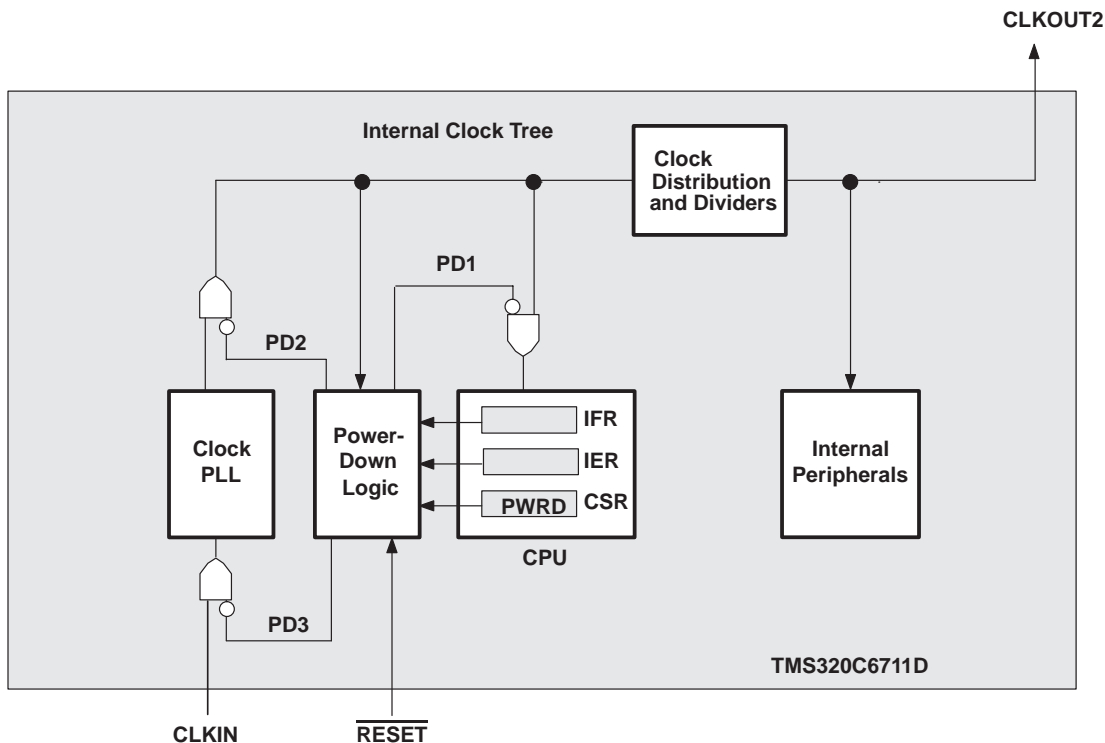 CLKOUT2
Internal Clock Tree
Clock
Distribution
and Dividers
PD1
PD2
Clock
PLL
Power-
Down
Logic
IFR
IER
PWRD
CSR
CPU
Internal
Peripherals
PD3
TMS320C6711D
CLKIN
RESET